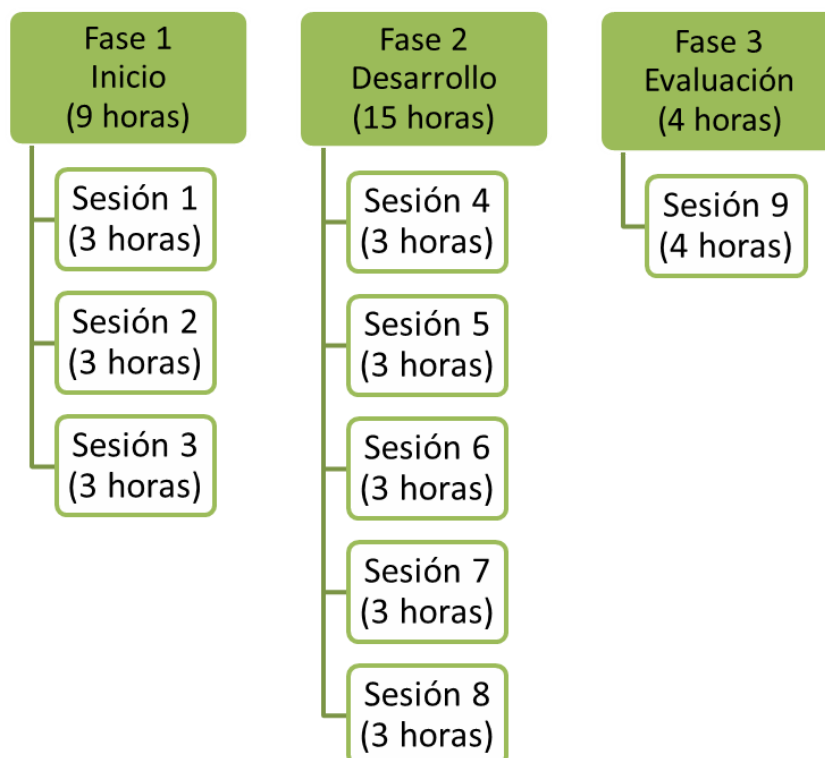 Fase 1
Inicio
(9 horas)
Sesión 1
(3 horas)
Sesión 2
(3 horas)
Sesión 3
(3 horas)
Fase 2
Desarrollo
(15 horas)
Sesión 4
(3 horas)
Sesión 5
(3 horas)
Sesión 6
(3 horas)
Sesión 7
(3 horas)
Sesión 8
(3 horas)
Fase 3
Evaluación
(4 horas)
Sesión 9
(4 horas)